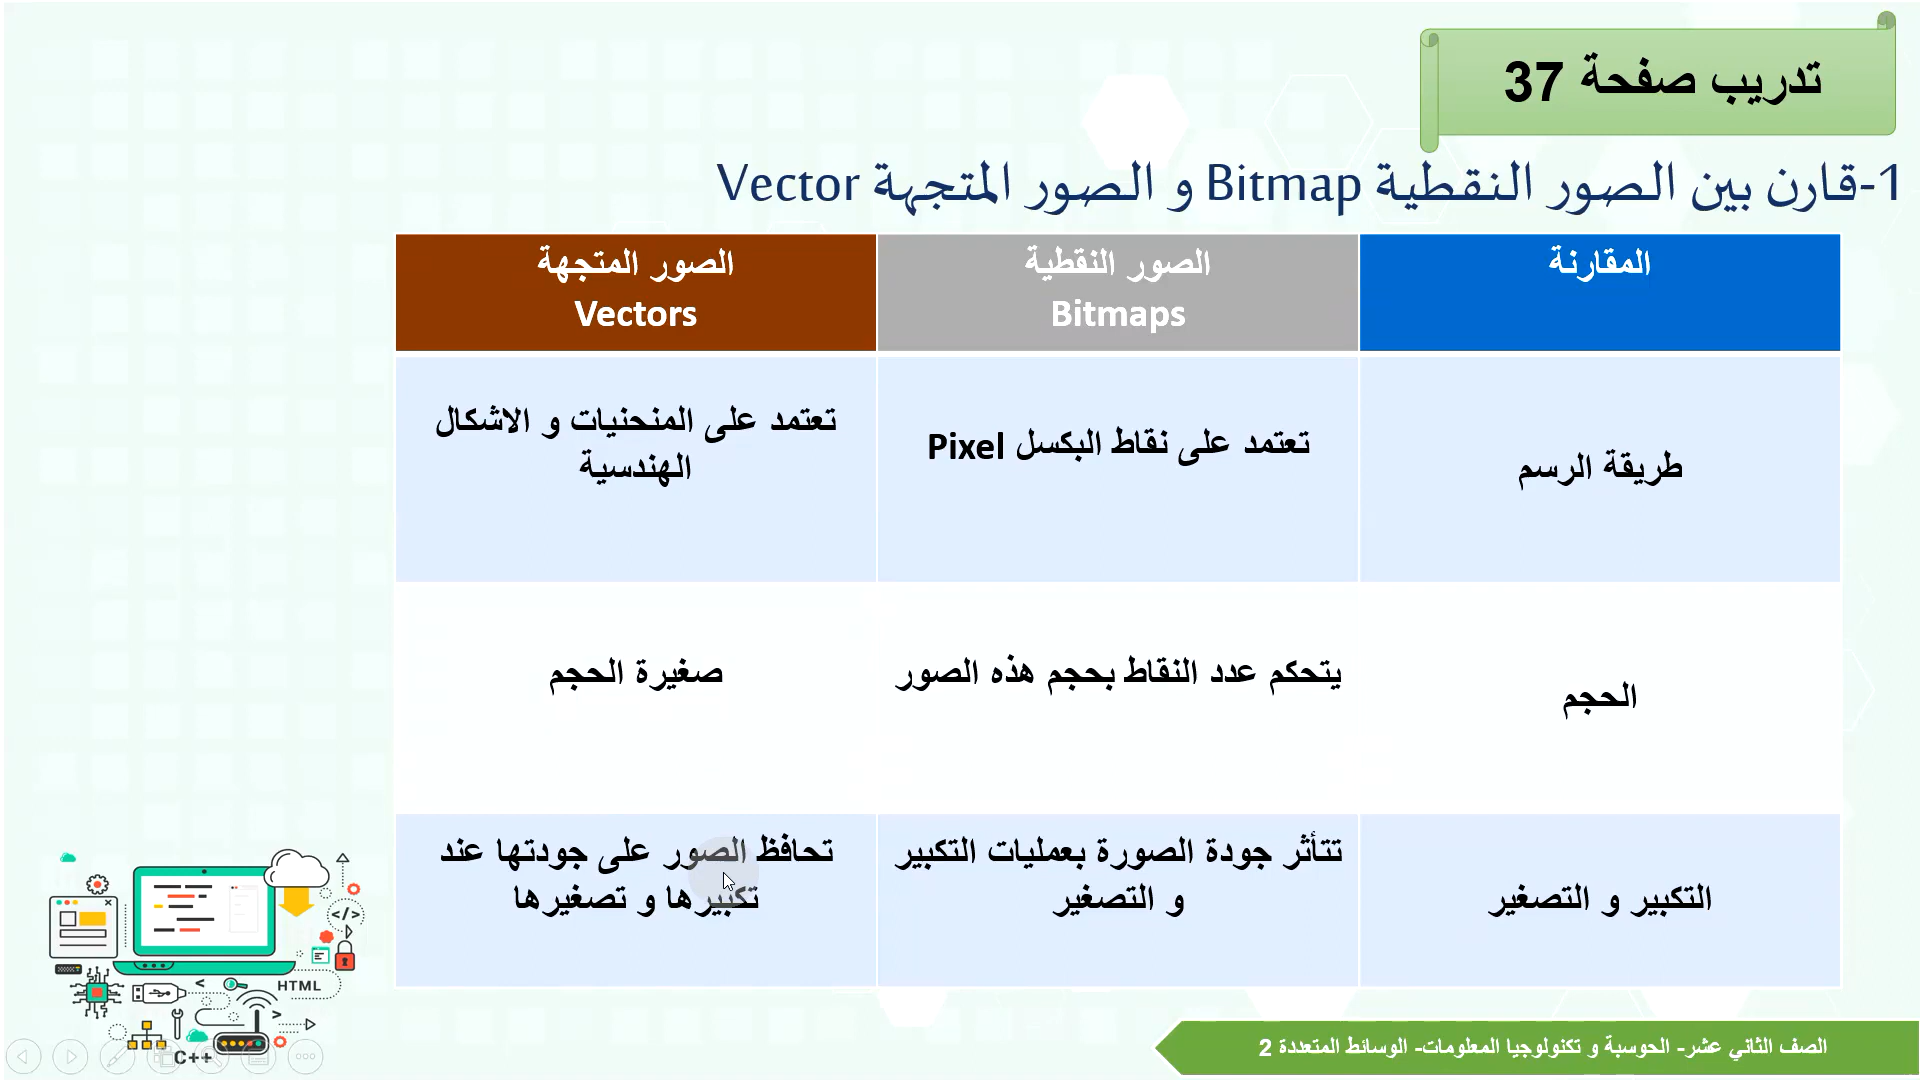 تدريب صفحة 37
1-قارن بين الصور النقطية Bitmap و الصور المتجهة Vector
المقارنة
الصور النقطية
Bitmaps
الصور المتجهة
Vectors
طريقة الرسم
تعتمد على نقاط البكسل Pixel
تعتمد على المنحنيات و الاشكال
الهندسية
الحجم
يتحكم عدد النقاط بحجم هذه الصور
صغيرة الحجم
التكبير و التصغير
تتأثر جودة الصورة بعمليات التكبير
و التصغير
تحافظ الصور على جودتها عند
تكبيرها و تصغيرها
</>
HTML
<
>
C++
الصف الثاني عشر- الحوسبة و تكنولوجيا المعلومات- الوسائط المتعددة 2